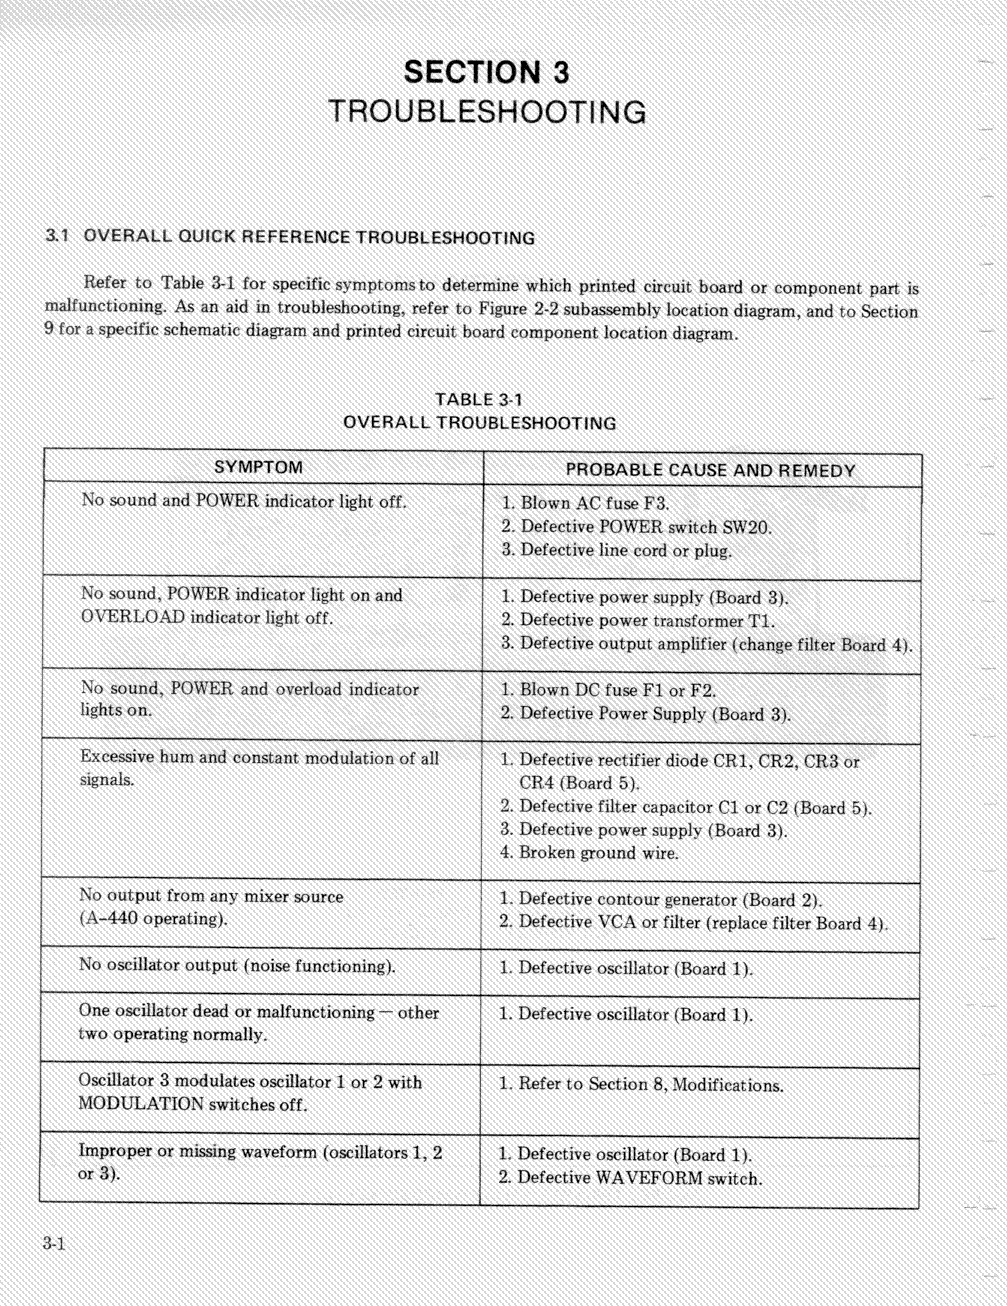 SECTION 3
TROUBLESHOOTING
3.1 OVERALL QUICK REFERENCE TROUBLESHOOTING
Refer to Table 3-1 for specific symptoms to determine which printed circuit board or component part is
malfunctioning. As an aid in troubleshooting, refer to Figure 2-2 subassembly location diagram, and to Section
9 for a specific schematic diagram and printed circuit board component location diagram.
TABLE 3-1
OVERALL TROUBLESHOOTING
SYMPTOM
PROBABLE CAUSE AND REMEDY
No sound and POWER indicator light off.
1. Blown AC fuse F3.
2. Defective POWER switch SW20.
3. Defective line cord or plug.
No sound, POWER indicator light on and
OVERLOAD indicator light off.
1. Defective power supply (Board 3).
2. Defective power transformer T1.
3. Defective output amplifier (change filter Board 4).
No sound, POWER and overload indicator
lights on.
1. Blown DC fuse F1 or F2.
2. Defective Power Supply (Board 3).
Excessive hum and constant modulation of all
signals.
1. Defective rectifier diode CR1, CR2, CR3 or
CR4 (Board 5).
2. Defective filter capacitor C1 or C2 (Board 5).
3. Defective power supply (Board 3).
4. Broken ground wire.
No output from any mixer source
(A-440 operating).
1. Defective contour generator (Board 2).
2. Defective VCA or filter (replace filter Board 4).
No oscillator output (noise functioning).
1. Defective oscillator (Board 1).
One oscillator dead or malfunctioning — other
two operating normally.
1. Defective oscillator (Board 1).
Oscillator 3 modulates oscillator 1 or 2 with
MODULATION switches off.
1. Refer to Section 8, Modifications.
Improper or missing waveform (oscillators 1, 2
or 3).
1. Defective oscillator (Board 1).
2. Defective WAVEFORM switch.
3-1